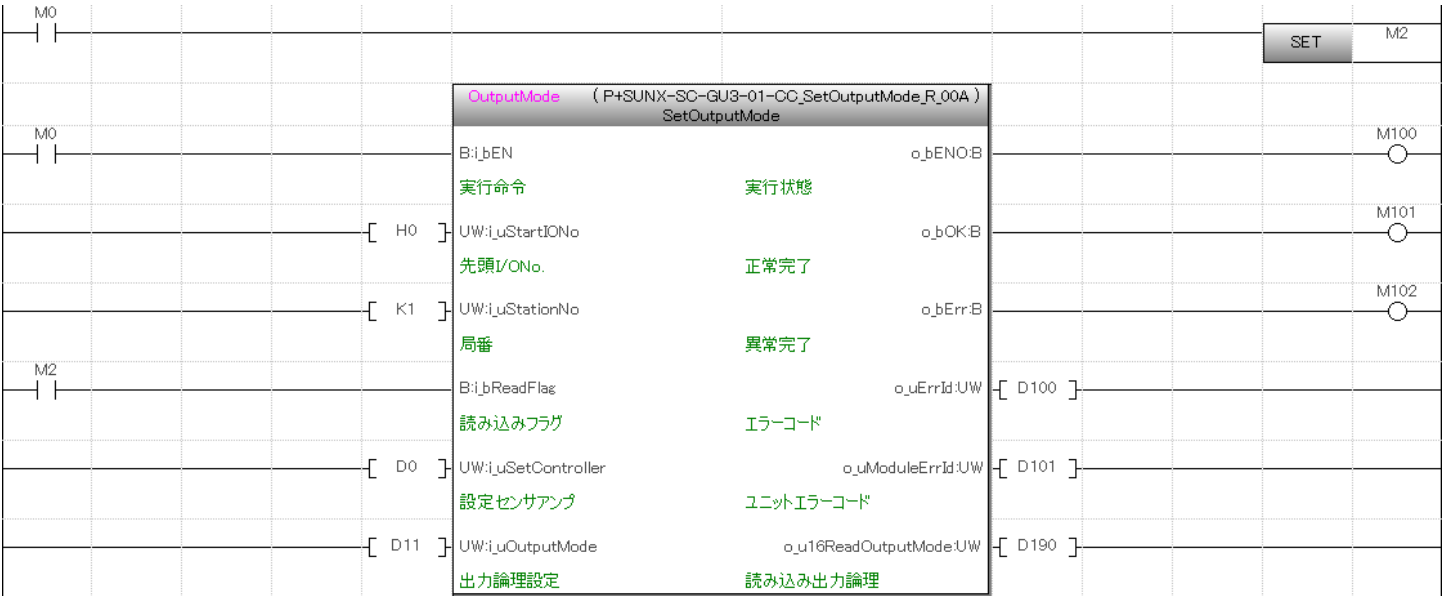 M0
SET M2
OutputMode (P+SUNX-SC-GU3-01-CC_SetOutputMode_R_00A)
SetOutputMode
M0 M100
B:i_bEN o_bENO:B
実行命令 実行状態
M101
H0 UW:i_uStartIONo o_bOK:B
先頭I/ONo. 正常完了
M102
K1 UW:i_uStationNo o_bErr:B
局番 異常完了
M2
B:i_bReadFlag o_uErrId:UW D100
読み込みフラグ エラーコード
D0 UW:i_uSetController o_uModuleErrId:UW D101
設定センサアンプ ユニットエラーコード
D11 UW:i_uOutputMode o_u16ReadOutputMode:UW D190
出力論理設定 読み込み出力論理